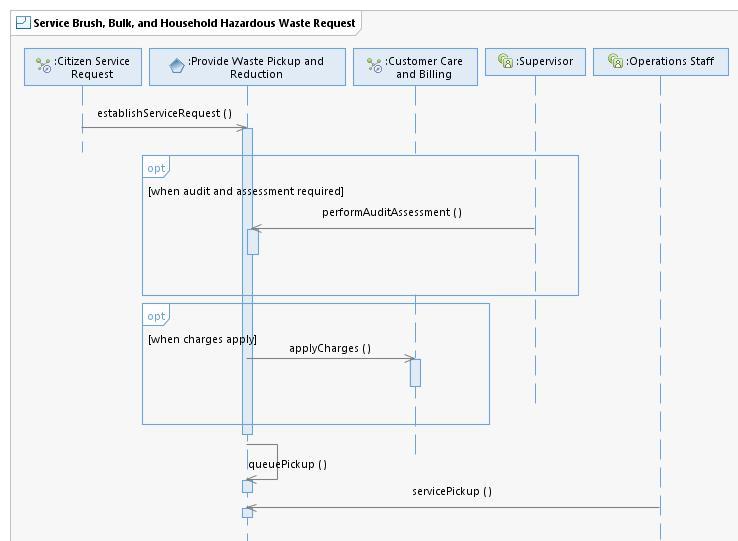 Service Brush, Bulk, and Household Hazardous Waste Request
:Citizen Service
Request
:Provide Waste Pickup and
Reduction
:Customer Care
and Billing
:Supervisor
:Operations Staff
establishServiceRequest ( )
opt
[when audit and assessment required]
performAuditAssessment ( )
opt
[when charges apply]
applyCharges ( )
queuePickup ( )
servicePickup ( )